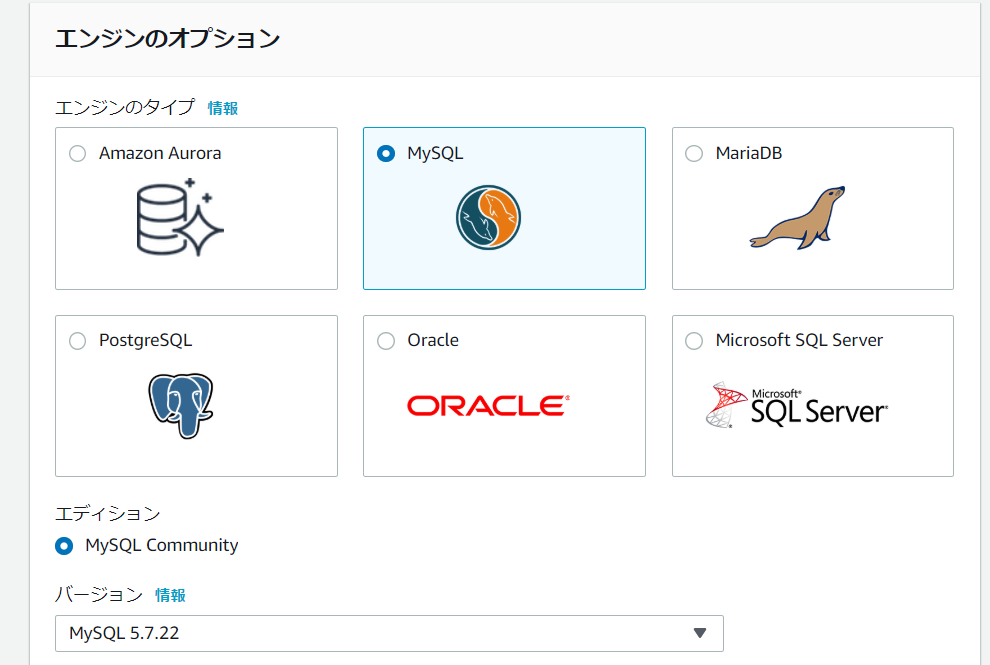 エンジンのオプション
エンジンのタイプ 情報
Amazon Aurora
MySQL
MariaDB
PostgreSQL
Oracle
ORACLE®
Microsoft SQL Server
Microsoft®
SQL Server®
エディション
MySQL Community
バージョン 情報
MySQL 5.7.22